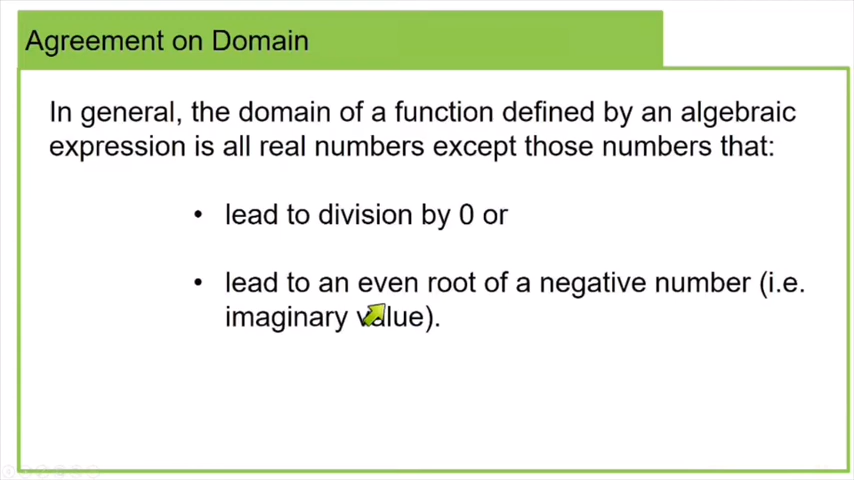 Agreement on Domain
In general, the domain of a function defined by an algebraic
expression is all real numbers except those numbers that:
• lead to division by 0 or
• lead to an even root of a negative number (i.e.
imaginary value).